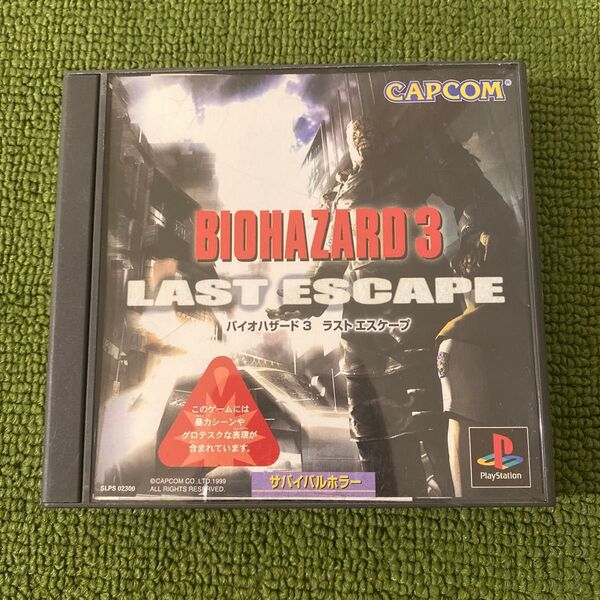 CAPCOM®
BIOHAZARD 3
LAST ESCAPE
バイオハザード3 ラストエスケープ
このゲームには
暴力シーンや
グロテスクな表現が
含まれています。
SLPS 02300
©CAPCOM CO.,LTD.1999
ALL RIGHTS RESERVED.
サバイバルホラー
PlayStation